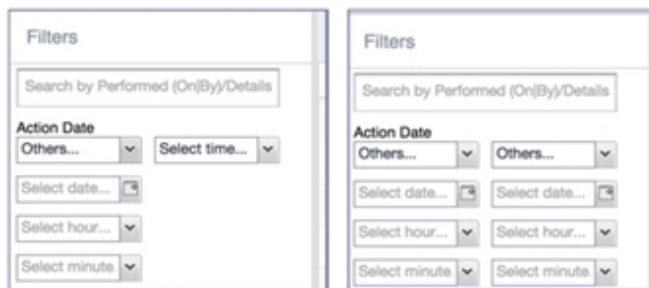 Filters
Search by Performed (On|By)/Details
Action Date
Others... Select time...
Select date...
Select hour...
Select minute.
Filters
Search by Performed (On|By)/Details
Action Date
Others... Others...
Select date... Select date...
Select hour... Select hour...
Select minute. Select minute.